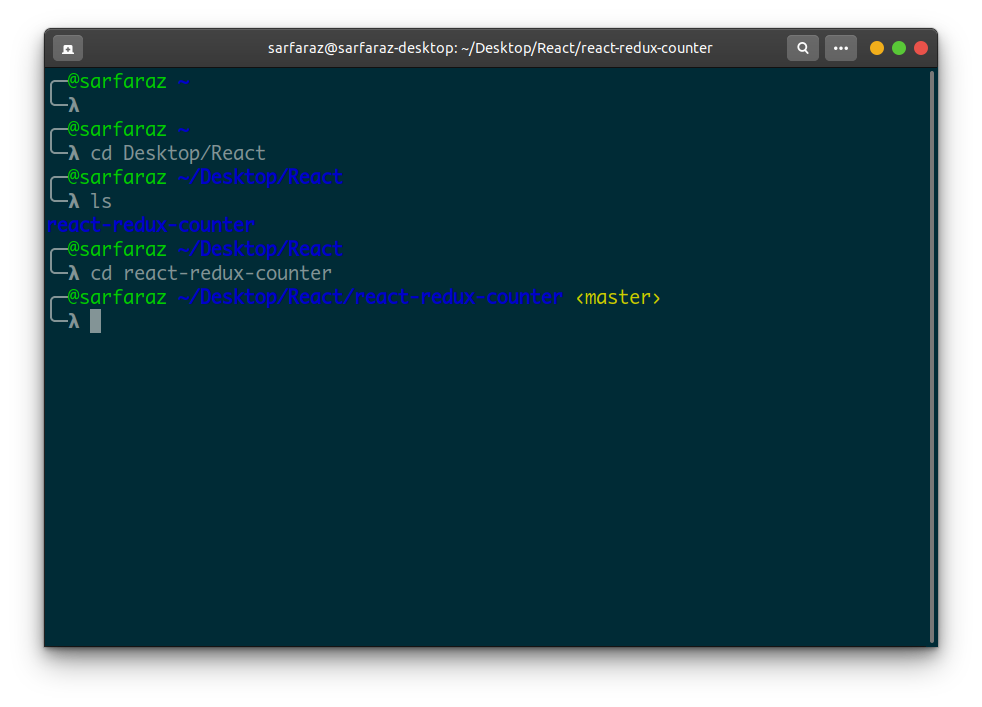 sarfaraz@sarfaraz-desktop: ~/Desktop/React/react-redux-counter
╭─@sarfaraz ~
╰─λ
╭─@sarfaraz ~
╰─λ cd Desktop/React
╭─@sarfaraz ~/Desktop/React
╰─λ ls
react-redux-counter
╭─@sarfaraz ~/Desktop/React
╰─λ cd react-redux-counter
╭─@sarfaraz ~/Desktop/React/react-redux-counter ‹master›
╰─λ